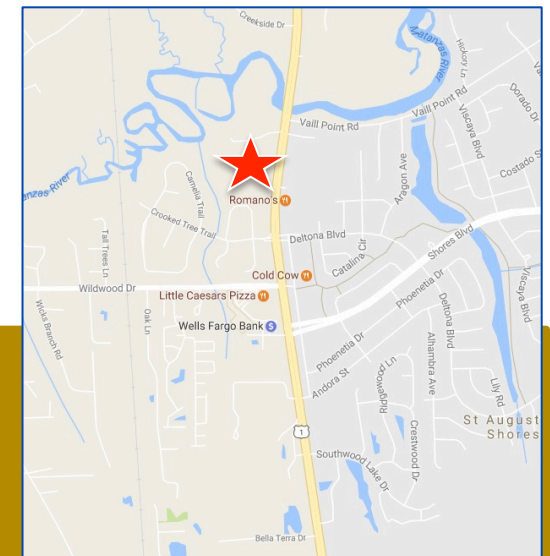 Creekside Dr
Matanzas River
Hickory Ln
Dorado Dr
Vaill Point Rd
Vaill Point Rd
Viscaya Blvd
Costado S
Aragon Ave
anzas River
Camelia Trail
Romano's
Crooked Tree Trail
Deltona Blvd
Catalina Cir
Shores Blvd
Tall Trees Ln
Cold Cow
Phoenetia Dr
Wildwood Dr
Little Caesars Pizza
Viscaya Blvd
Deltona Blvd
Wicks Branch Rd
Oak Ln
Wells Fargo Bank
Phoenetia Dr
Alhambra Ave
Andora St
Ridgewood Ln
Lily Rd
St August
Shores
1
Crestwood Dr
Southwood Lake Dr
Bella Terra Dr